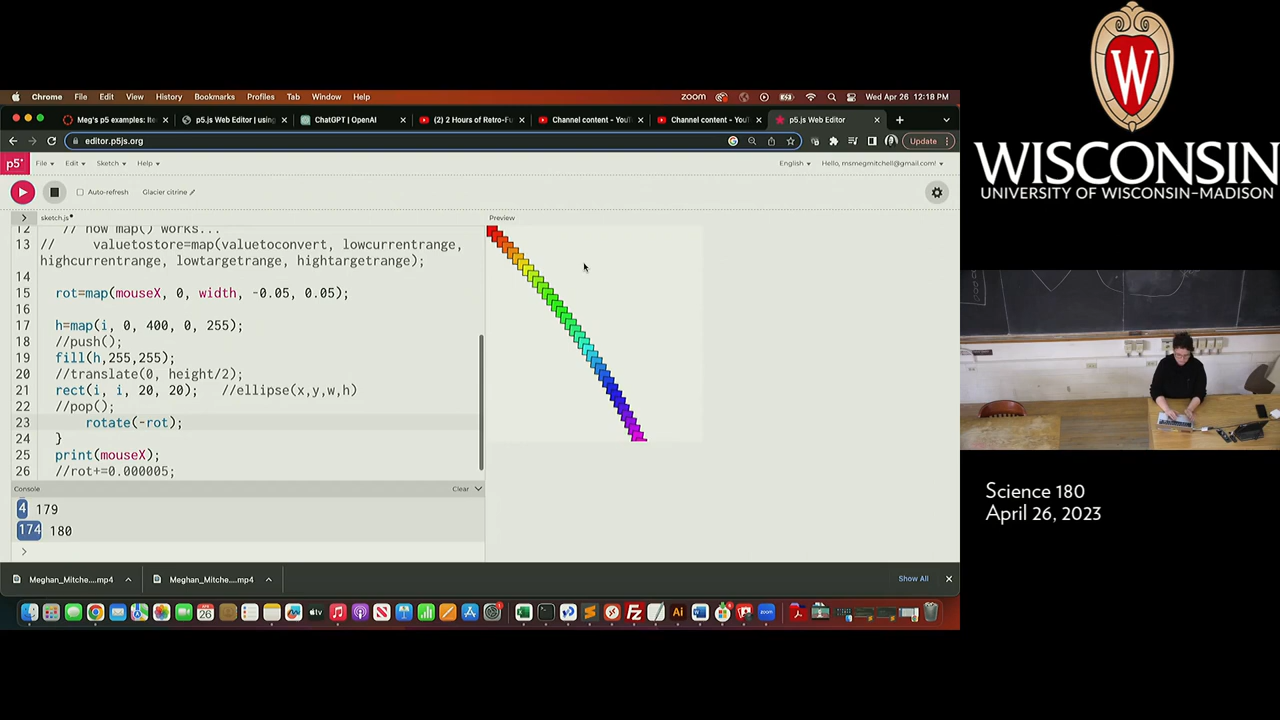 W
WISCONSIN
UNIVERSITY OF WISCONSIN–MADISON
Chrome File Edit View History Bookmarks Profiles Tab Window Help
zoom Wed Apr 26 12:18 PM
Meg's p5 examples: Ite
p5.js Web Editor | using
ChatGPT | OpenAI
(2) 2 Hours of Retro-Fu
Channel content - YouT
Channel content - YouT
p5.js Web Editor
editor.p5js.org
Update
p5* File Edit Sketch Help
English Hello, msmegmitchell@gmail.com!
Auto-refresh Glacier citrine
sketch.js
Preview
12 // how map() works...
13 // valuetostore=map(valuetoconvert, lowcurrentrange,
highcurrentrange, lowtargetrange, hightargetrange);
14
15 rot=map(mouseX, 0, width, -0.05, 0.05);
16
17 h=map(i, 0, 400, 0, 255);
18 //push();
19 fill(h,255,255);
20 //translate(0, height/2);
21 rect(i, i, 20, 20); //ellipse(x,y,w,h)
22 //pop();
23 rotate(-rot);
24 }
25 print(mouseX);
26 //rot+=0.000005;
Console
Clear
4 179
174 180
>
Meghan_Mitche....mp4
Meghan_Mitche....mp4
Show All
Science 180
April 26, 2023